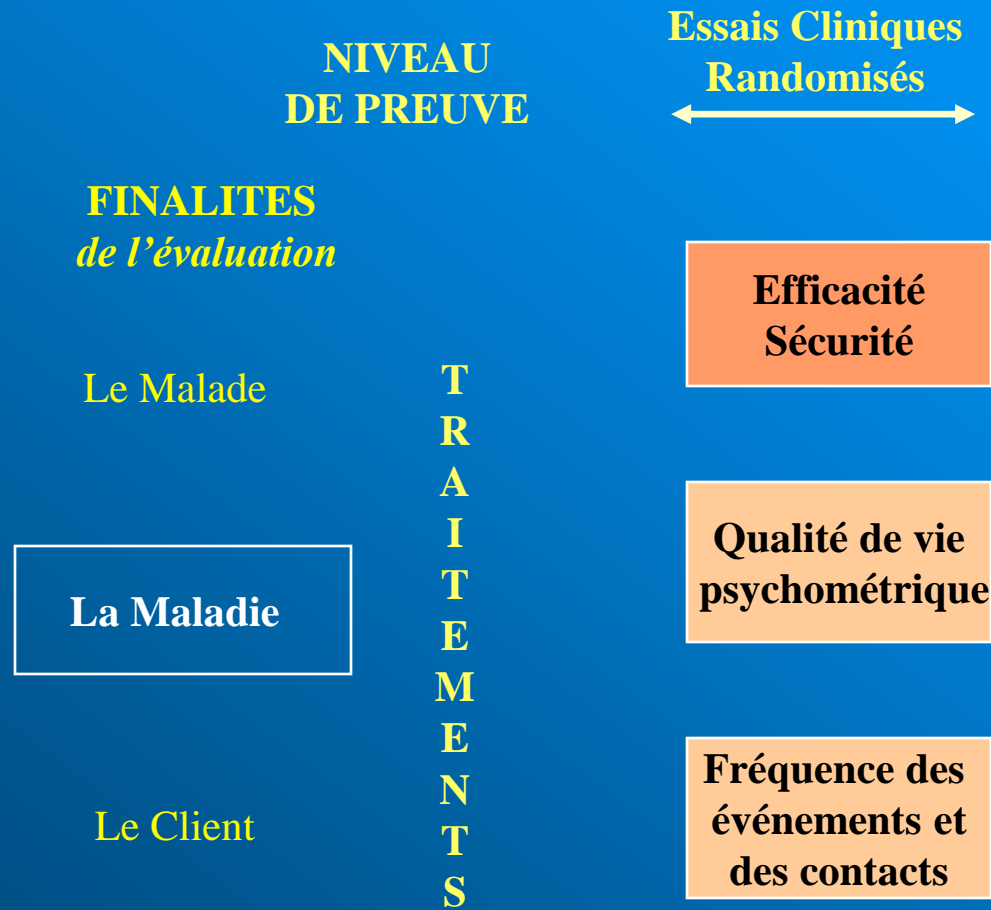 NIVEAU
DE PREUVE
Essais Cliniques
Randomisés
FINALITES
de l’évaluation
Le Malade
La Maladie
Le Client
T
R
A
I
T
E
M
E
N
T
S
Efficacité
Sécurité
Qualité de vie
psychométrique
Fréquence des
événements et
des contacts